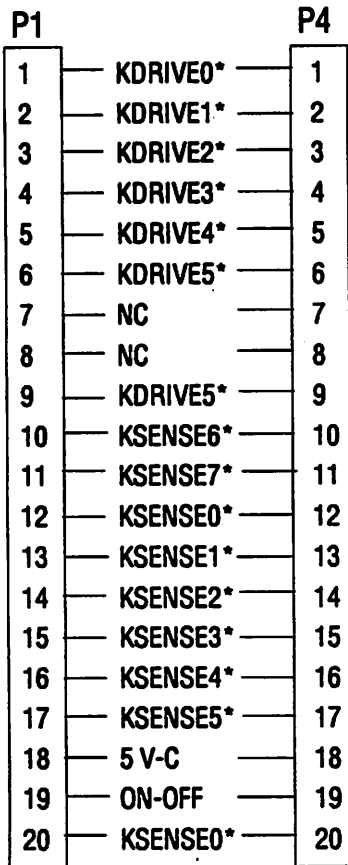 P1 P4
1 KDRIVE0* 1
2 KDRIVE1* 2
3 KDRIVE2* 3
4 KDRIVE3* 4
5 KDRIVE4* 5
6 KDRIVE5* 6
7 NC 7
8 NC 8
9 KDRIVE5* 9
10 KSENSE6* 10
11 KSENSE7* 11
12 KSENSE0* 12
13 KSENSE1* 13
14 KSENSE2* 14
15 KSENSE3* 15
16 KSENSE4* 16
17 KSENSE5* 17
18 5 V-C 18
19 ON-OFF 19
20 KSENSE0* 20